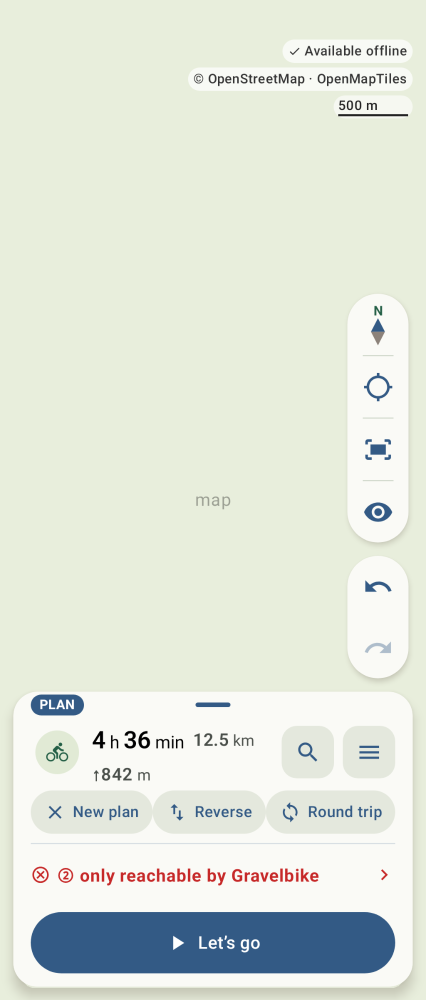 ✓ Available offline
© OpenStreetMap · OpenMapTiles
500 m
N
map
PLAN
4 h 36 min 12.5 km
↑842 m
New plan
Reverse
Round trip
② only reachable by Gravelbike
Let's go